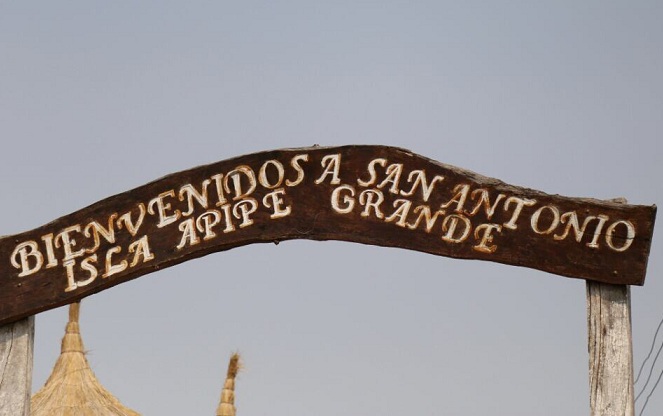 BIENVENIDOS A SAN ANTONIO
ISLA APIPE GRANDE